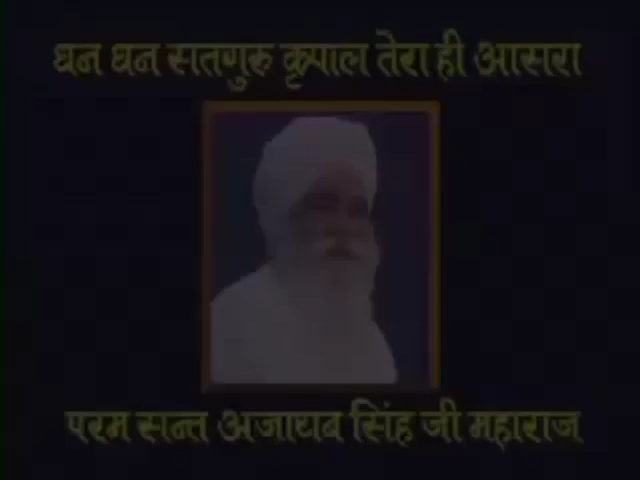 धन धन सतगुरु कृपाल तेरा ही आसरा
परम सन्त अजायब सिंह जी महाराज